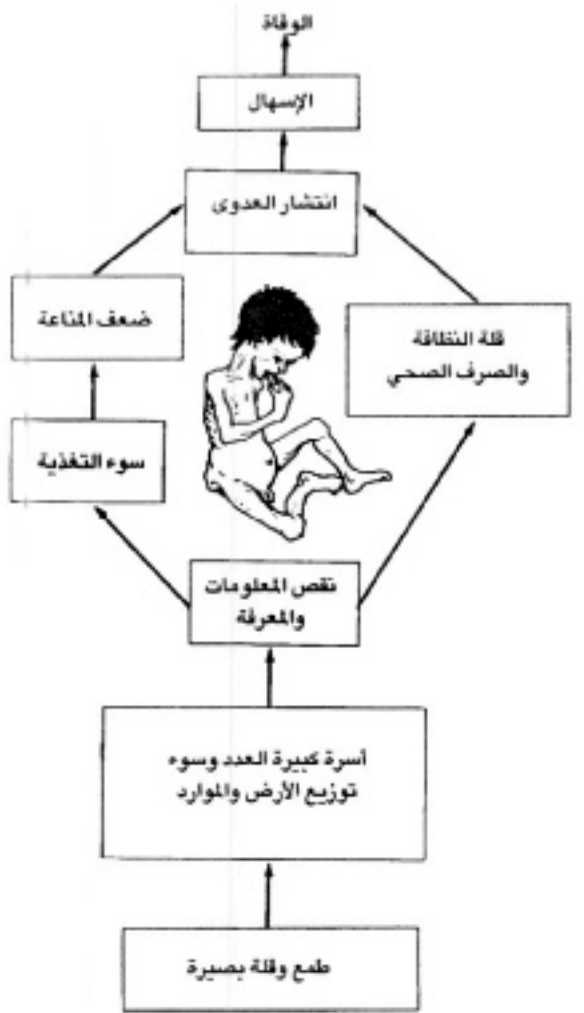 الوفاة
الإسهال
انتشار العدوى
ضعف المناعة
قلة النظافة
والصرف الصحي
سوء التغذية
نقص المعلومات
والمعرفة
أسرة كبيرة العدد وسوء
توزيع الأرض والموارد
طمع وقلة بصيرة